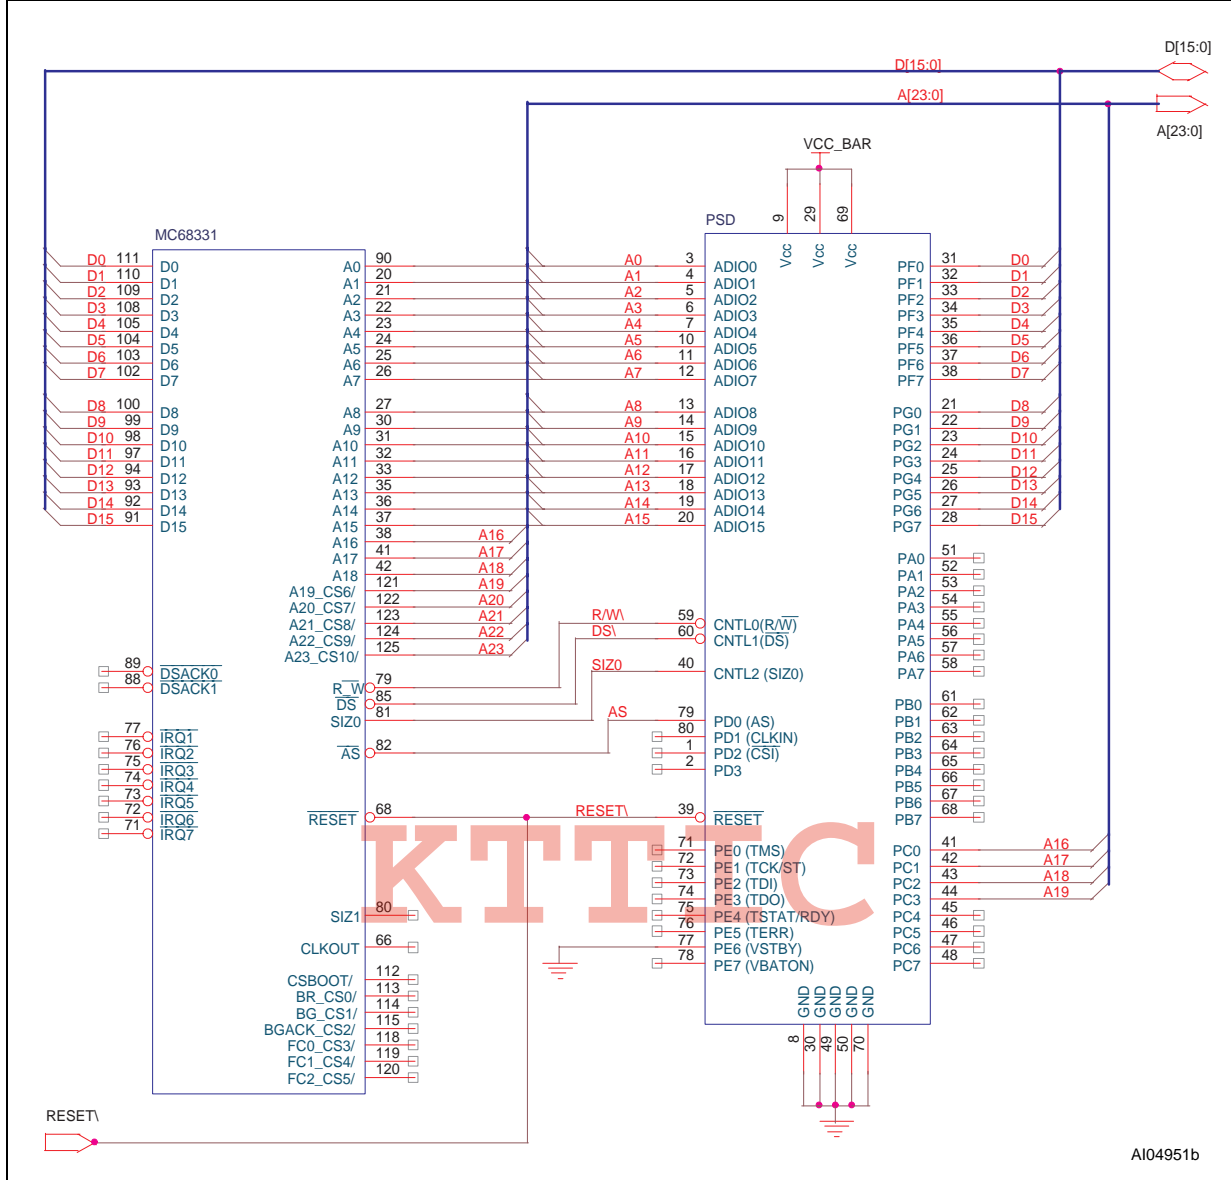 D[15:0]
D[15:0]
A[23:0]
A[23:0]
VCC_BAR
MC68331
PSD
9 29 69
Vcc Vcc Vcc
D0 111 D0 A0 90 A0 3 ADIO0 PF0 31 D0
D1 110 D1 A1 20 A1 4 ADIO1 PF1 32 D1
D2 109 D2 A2 21 A2 5 ADIO2 PF2 33 D2
D3 108 D3 A3 22 A3 6 ADIO3 PF3 34 D3
D4 105 D4 A4 23 A4 7 ADIO4 PF4 35 D4
D5 104 D5 A5 24 A5 10 ADIO5 PF5 36 D5
D6 103 D6 A6 25 A6 11 ADIO6 PF6 37 D6
D7 102 D7 A7 26 A7 12 ADIO7 PF7 38 D7
D8 100 D8 A8 27 A8 13 ADIO8 PG0 21 D8
D9 99 D9 A9 30 A9 14 ADIO9 PG1 22 D9
D10 98 D10 A10 31 A10 15 ADIO10 PG2 23 D10
D11 97 D11 A11 32 A11 16 ADIO11 PG3 24 D11
D12 94 D12 A12 33 A12 17 ADIO12 PG4 25 D12
D13 93 D13 A13 35 A13 18 ADIO13 PG5 26 D13
D14 92 D14 A14 36 A14 19 ADIO14 PG6 27 D14
D15 91 D15 A15 37 A15 20 ADIO15 PG7 28 D15
A16 38 A16
A17 41 A17 PA0 51
A18 42 A18 PA1 52
A19_CS6/ 121 A19 PA2 53
A20_CS7/ 122 A20 PA3 54
A21_CS8/ 123 A21 R/W\ 59 CNTL0(R/W) PA4 55
A22_CS9/ 124 A22 DS\ 60 CNTL1(DS) PA5 56
A23_CS10/ 125 A23 PA6 57
89 DSACK0 SIZ0 40 CNTL2 (SIZ0) PA7 58
88 DSACK1 R_W 79
DS 85 PB0 61
SIZ0 81 AS 79 PD0 (AS) PB1 62
77 IRQ1 80 PD1 (CLKIN) PB2 63
76 IRQ2 AS 82 1 PD2 (CSI) PB3 64
75 IRQ3 2 PD3 PB4 65
74 IRQ4 PB5 66
73 IRQ5 PB6 67
72 IRQ6 RESET 68 RESET\ 39 RESET PB7 68
71 IRQ7
KTTIC
71 PE0 (TMS) PC0 41 A16
72 PE1 (TCK/ST) PC1 42 A17
73 PE2 (TDI) PC2 43 A18
74 PE3 (TDO) PC3 44 A19
SIZ1 80 75 PE4 (TSTAT/RDY) PC4 45
76 PE5 (TERR) PC5 46
CLKOUT 66 77 PE6 (VSTBY) PC6 47
78 PE7 (VBATON) PC7 48
CSBOOT/ 112
BR_CS0/ 113
BG_CS1/ 114
BGACK_CS2/ 115
FC0_CS3/ 118
FC1_CS4/ 119
FC2_CS5/ 120
GND GND GND GND GND
8 30 49 50 70
RESET\
AI04951b